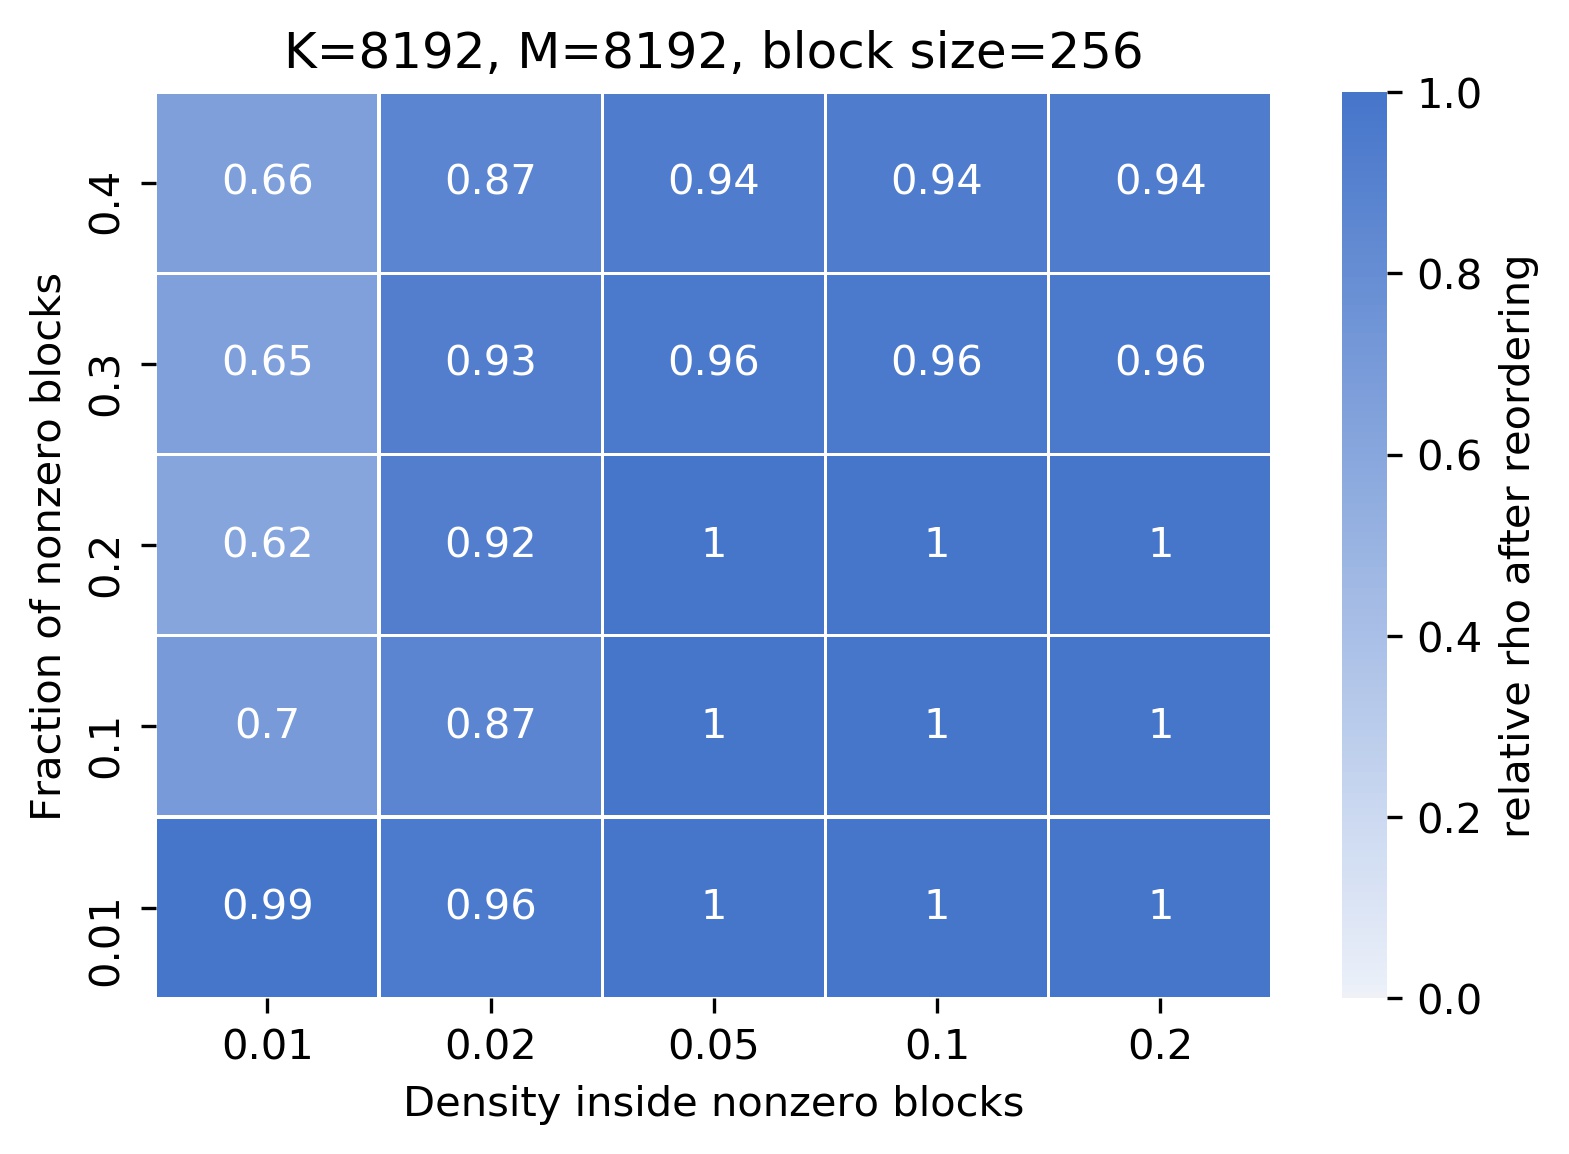 K=8192, M=8192, block size=256
Fraction of nonzero blocks
0.4
0.66 0.87 0.94 0.94 0.94
0.3
0.65 0.93 0.96 0.96 0.96
0.2
0.62 0.92 1 1 1
0.1
0.7 0.87 1 1 1
0.01
0.99 0.96 1 1 1
0.01 0.02 0.05 0.1 0.2
Density inside nonzero blocks
1.0
0.8
0.6
0.4
0.2
0.0
relative rho after reordering